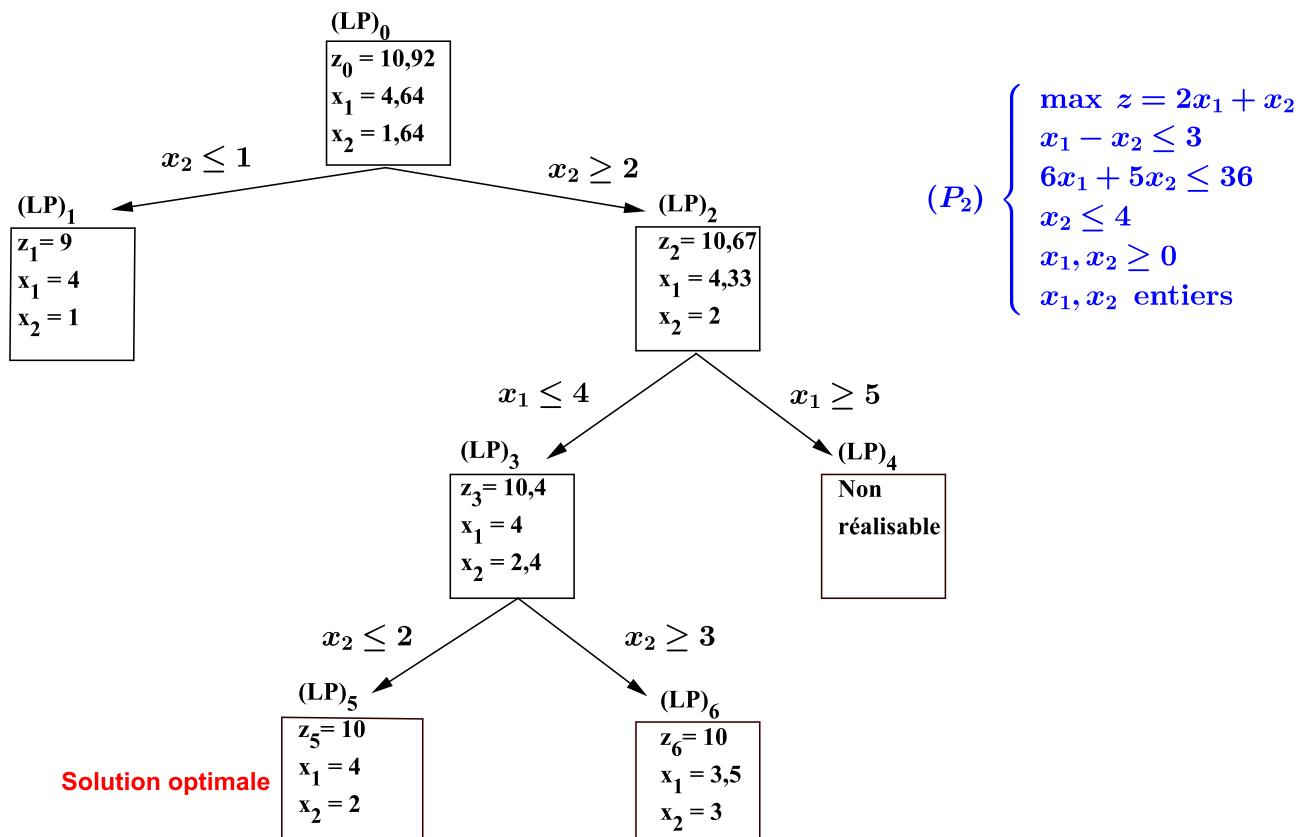 (LP)₀
z₀ = 10,92
x₁ = 4,64
x₂ = 1,64
x₂ ≤ 1
x₂ ≥ 2
(LP)₁
z₁= 9
x₁ = 4
x₂ = 1
(LP)₂
z₂= 10,67
x₁ = 4,33
x₂ = 2
(P₂)
max z = 2x₁ + x₂
x₁ − x₂ ≤ 3
6x₁ + 5x₂ ≤ 36
x₂ ≤ 4
x₁, x₂ ≥ 0
x₁, x₂ entiers
x₁ ≤ 4
x₁ ≥ 5
(LP)₃
z₃= 10,4
x₁ = 4
x₂ = 2,4
(LP)₄
Non
réalisable
x₂ ≤ 2
x₂ ≥ 3
(LP)₅
z₅= 10
x₁ = 4
x₂ = 2
Solution optimale
(LP)₆
z₆= 10
x₁ = 3,5
x₂ = 3